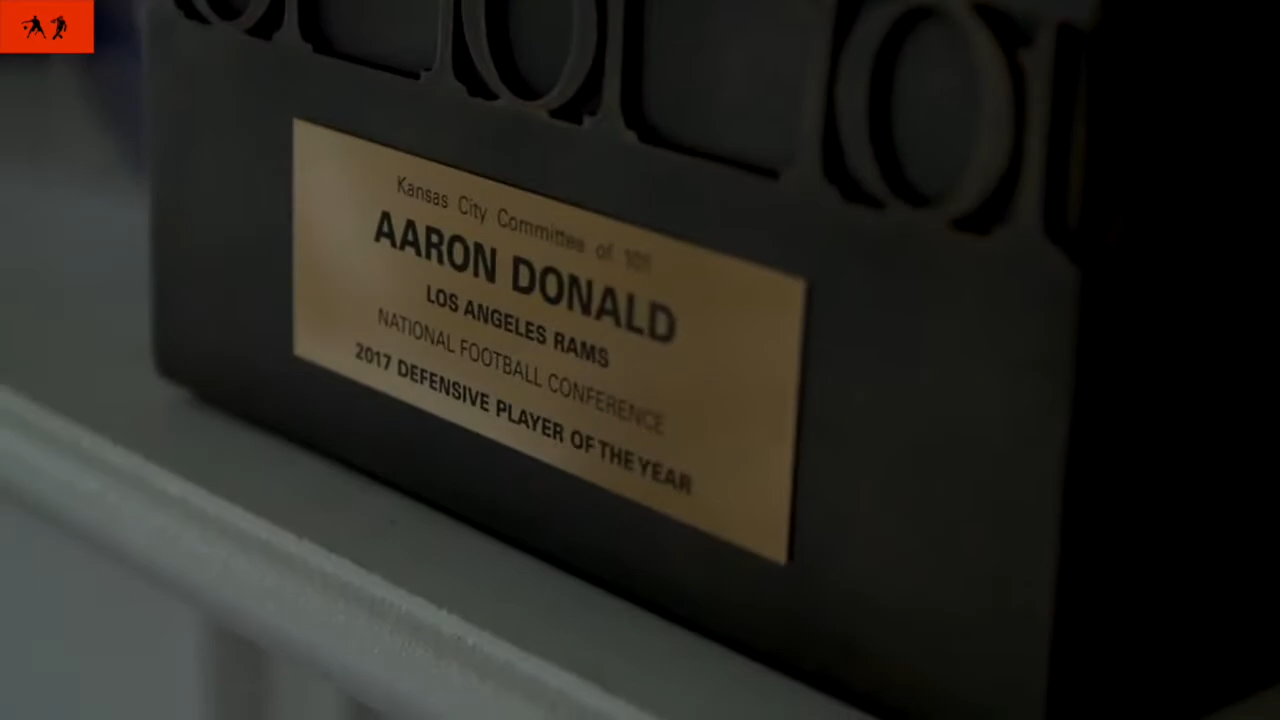 Kansas City Committee of 101
AARON DONALD
LOS ANGELES RAMS
NATIONAL FOOTBALL CONFERENCE
2017 DEFENSIVE PLAYER OF THE YEAR